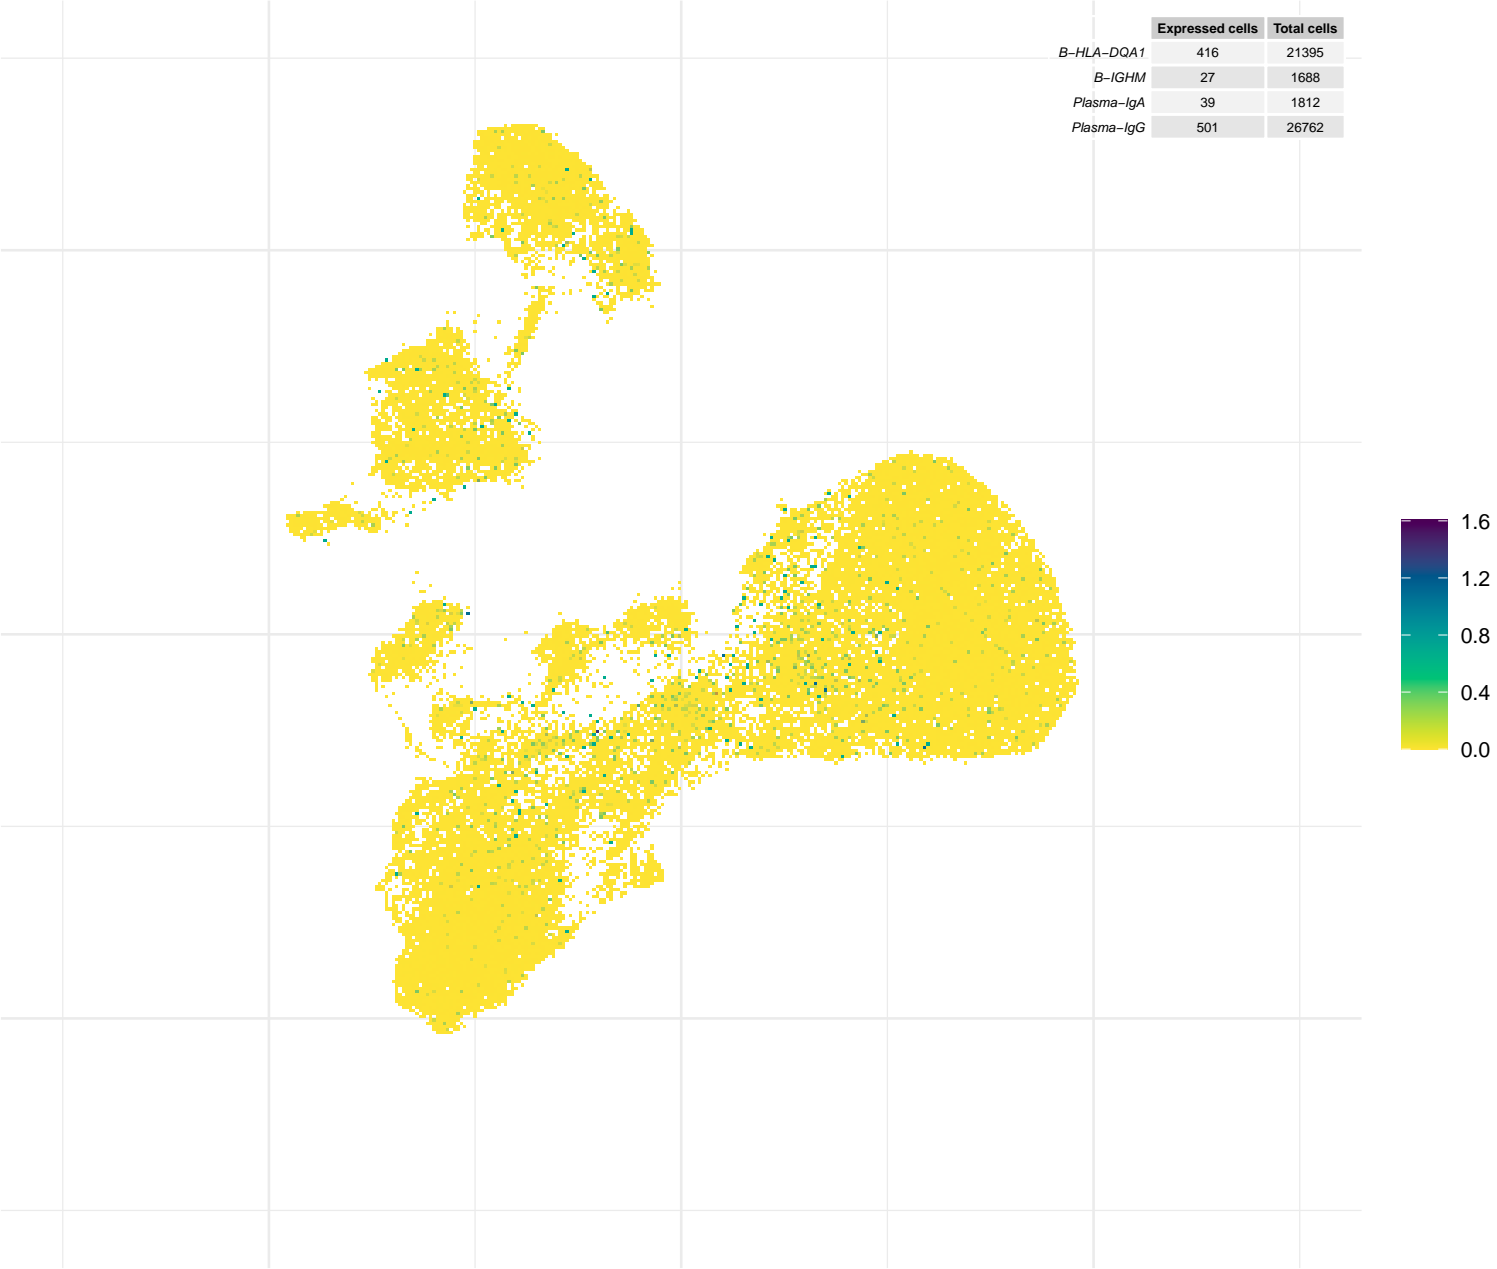 Expressed cells Total cells
B−HLA−DQA1 416 21395
B−IGHM 27 1688
Plasma−IgA 39 1812
Plasma−IgG 501 26762
1.6
1.2
0.8
0.4
0.0